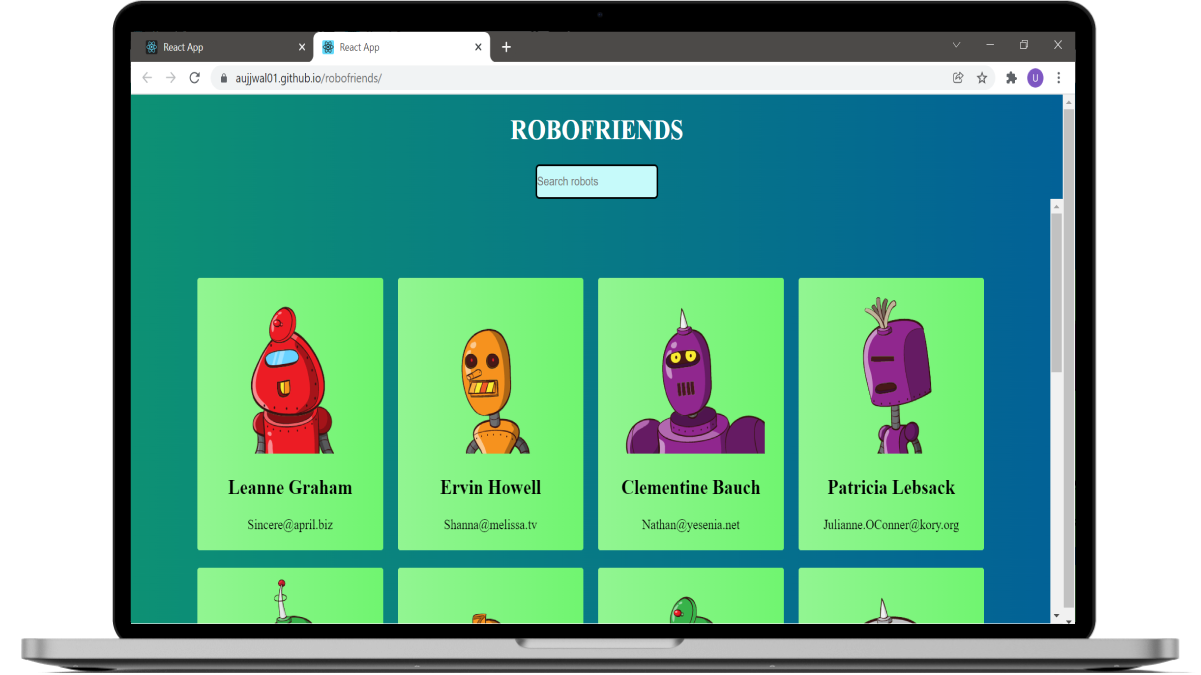 React App
React App
aujjwal01.github.io/robofriends/
U
ROBOFRIENDS
Search robots
Leanne Graham
Ervin Howell
Clementine Bauch
Patricia Lebsack
Sincere@april.biz
Shanna@melissa.tv
Nathan@yesenia.net
Julianne.OConner@kory.org